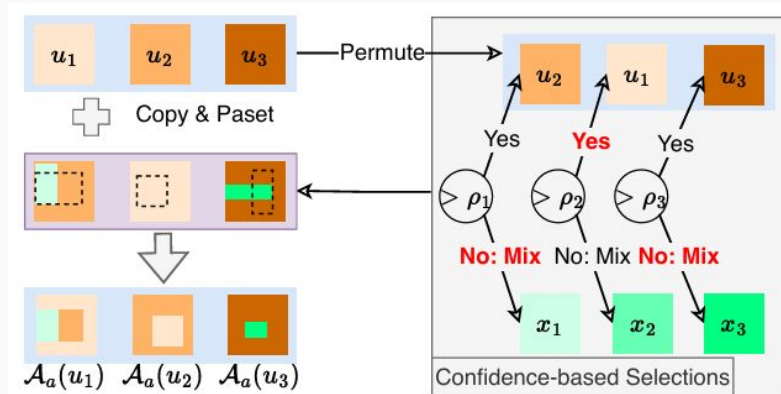 u₁ u₂ u₃
Permute
u₂ u₁ u₃
Copy & Paset
Yes Yes Yes
> ρ₁ > ρ₂ > ρ₃
No: Mix No: Mix No: Mix
x₁ x₂ x₃
𝒜ₐ(u₁) 𝒜ₐ(u₂) 𝒜ₐ(u₃)
Confidence-based Selections